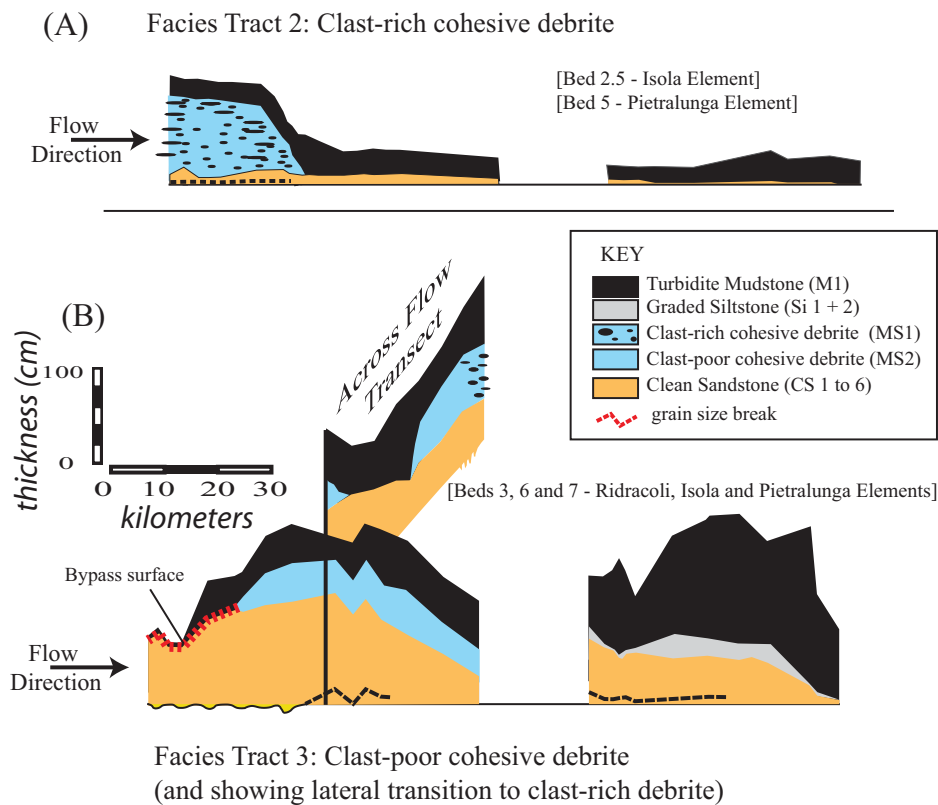 (A) Facies Tract 2: Clast-rich cohesive debrite
[Bed 2.5 - Isola Element]
[Bed 5 - Pietralunga Element]
Flow
Direction
KEY
Turbidite Mudstone (M1)
Graded Siltstone (Si 1 + 2)
Clast-rich cohesive debrite (MS1)
Clast-poor cohesive debrite (MS2)
Clean Sandstone (CS 1 to 6)
grain size break
(B)
Across Flow
Transect
thickness (cm)
100
0
0 10 20 30
kilometers
[Beds 3, 6 and 7 - Ridracoli, Isola and Pietralunga Elements]
Bypass surface
Flow
Direction
Facies Tract 3: Clast-poor cohesive debrite
(and showing lateral transition to clast-rich debrite)